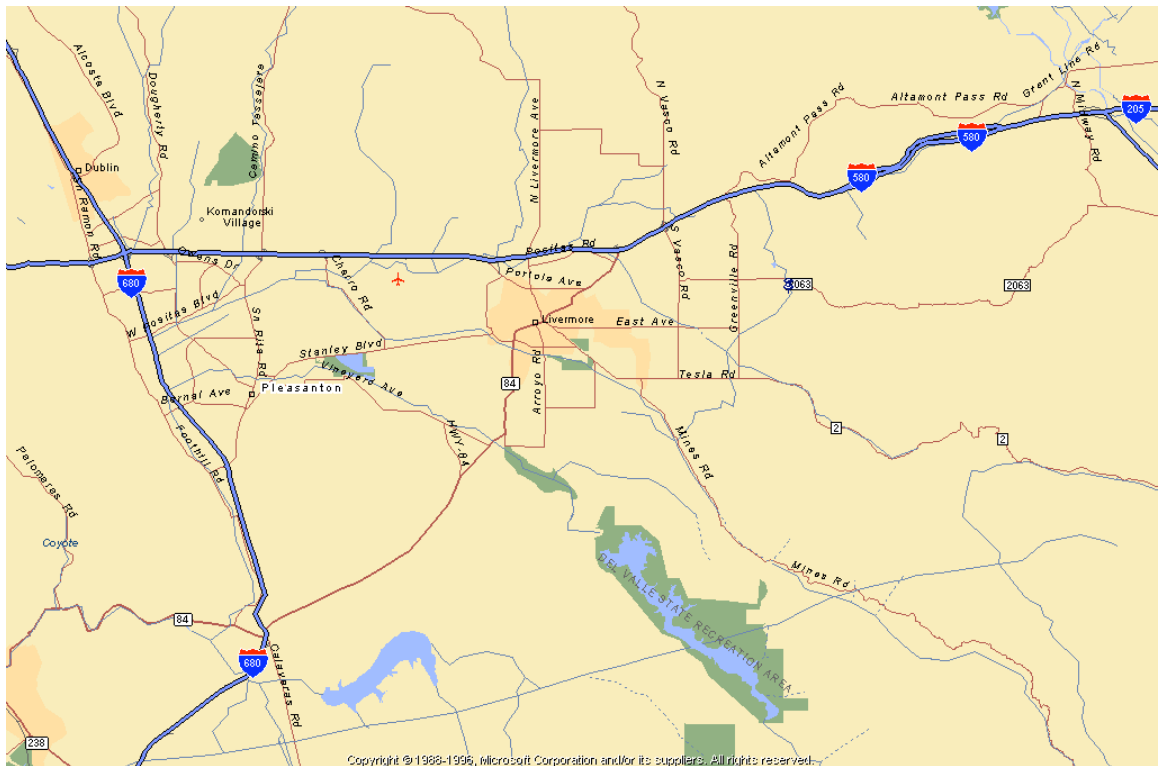 Alcosta Blvd
Dougherty Rd
Camino Tassajara
N Livermore Ave
N Vasco Rd
Altamont Pass Rd
Altamont Pass Rd
Grant Line Rd
N Midway Rd
205
580
580
Dublin
Sn Ramon Rd
Komandorski
Village
Owens Dr
Positas Rd
S Vasco Rd
Greenville Rd
680
Charro Rd
Portola Ave
2063
2063
W Positas Blvd
Sn Rita Rd
Livermore
East Ave
Stanley Blvd
Vineyard Ave
Tesla Rd
84
Arroyo Rd
Pleasanton
Bernal Ave
Foothill Rd
HWY-84
Mines Rd
2
2
Palomares Rd
Coyote
Mines Rd
DEL VALLE STATE RECREATION AREA
84
680
Calaveras Rd
238
Copyright © 1988-1996, Microsoft Corporation and/or its suppliers. All rights reserved.